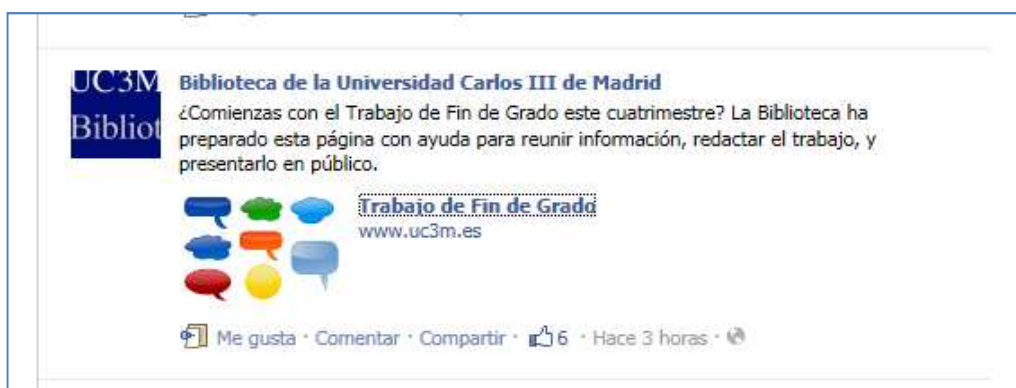 UC3M
Bibliot
Biblioteca de la Universidad Carlos III de Madrid
¿Comienzas con el Trabajo de Fin de Grado este cuatrimestre? La Biblioteca ha
preparado esta página con ayuda para reunir información, redactar el trabajo, y
presentarlo en público.
Trabajo de Fin de Grado
www.uc3m.es
Me gusta · Comentar · Compartir · 6 · Hace 3 horas ·